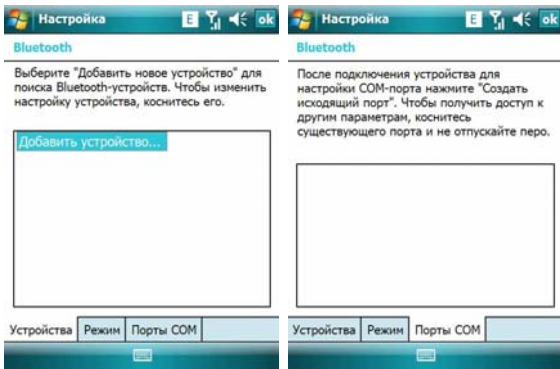 Настройка E ok
Bluetooth
Выберите "Добавить новое устройство" для
поиска Bluetooth-устройств. Чтобы изменить
настройку устройства, коснитесь его.
Добавить устройство...
Устройства Режим Порты COM
Настройка E ok
Bluetooth
После подключения устройства для
настройки COM-порта нажмите "Создать
исходящий порт". Чтобы получить доступ к
другим параметрам, коснитесь
существующего порта и не отпускайте перо.
Устройства Режим Порты COM